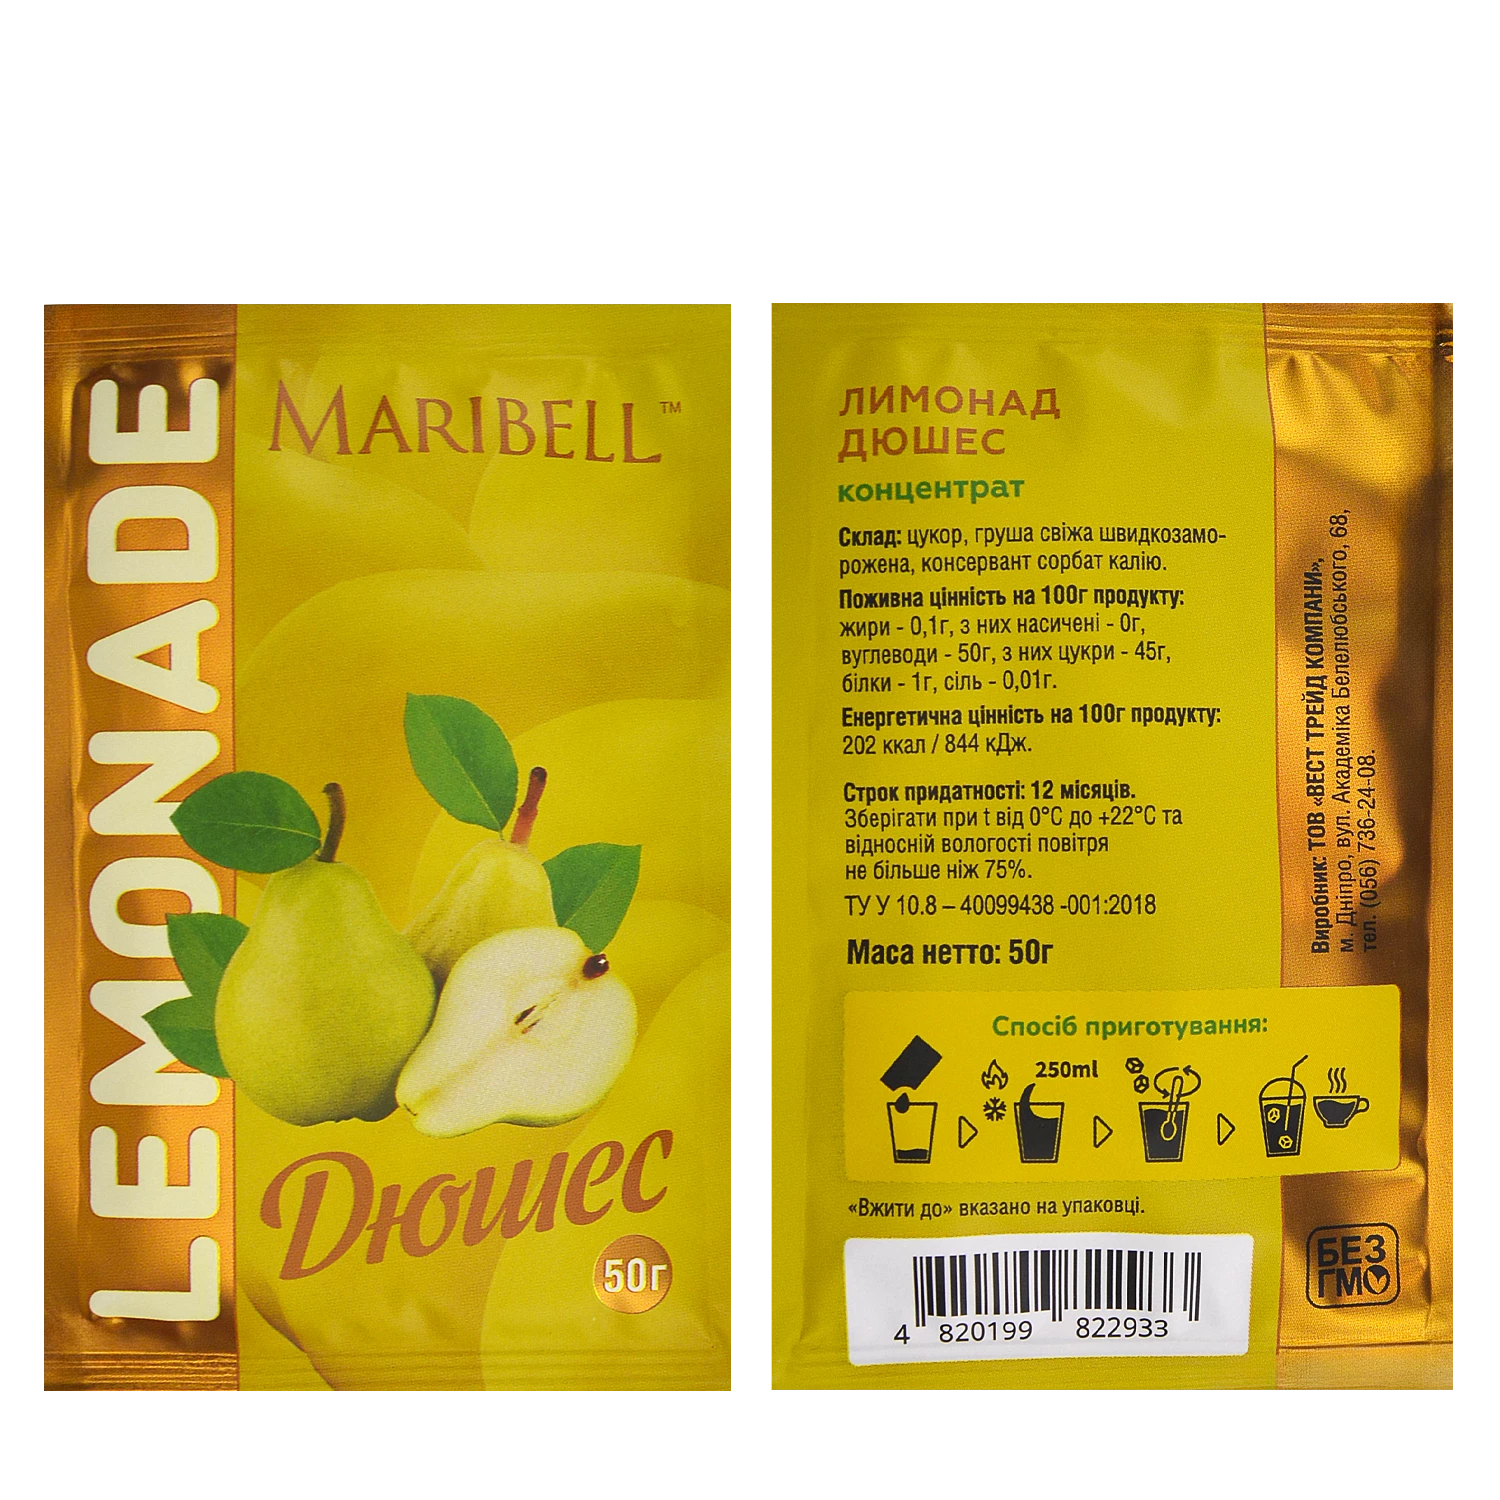 LEMONADE
MARIBELL™
Дюшес
50г
ЛИМОНАД
ДЮШЕС
концентрат
Склад: цукор, груша свіжа швидкозамо-
рожена, консервант сорбат калію.
Поживна цінність на 100г продукту:
жири - 0,1г, з них насичені - 0г,
вуглеводи - 50г, з них цукри - 45г,
білки - 1г, сіль - 0,01г.
Енергетична цінність на 100г продукту:
202 ккал / 844 кДж.
Строк придатності: 12 місяців.
Зберігати при t від 0°С до +22°С та
відносній вологості повітря
не більше ніж 75%.
ТУ У 10.8 – 40099438 -001:2018
Маса нетто: 50г
Виробник: ТОВ «ВЕСТ ТРЕЙД КОМПАНИ»,
м. Дніпро, вул. Академіка Белелюбського, 68,
тел. (056) 736-24-08.
Спосіб приготування:
250ml
«Вжити до» вказано на упаковці.
4 820199 822933
БЕЗ
ГМО